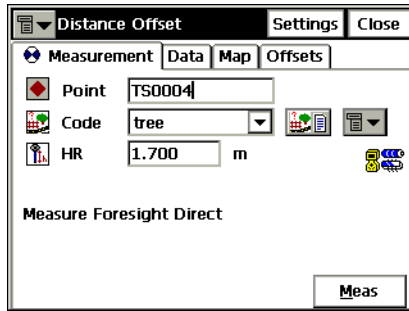 Distance Offset Settings Close
Measurement Data Map Offsets
Point TS0004
Code tree
HR 1.700 m
Measure Foresight Direct
Meas